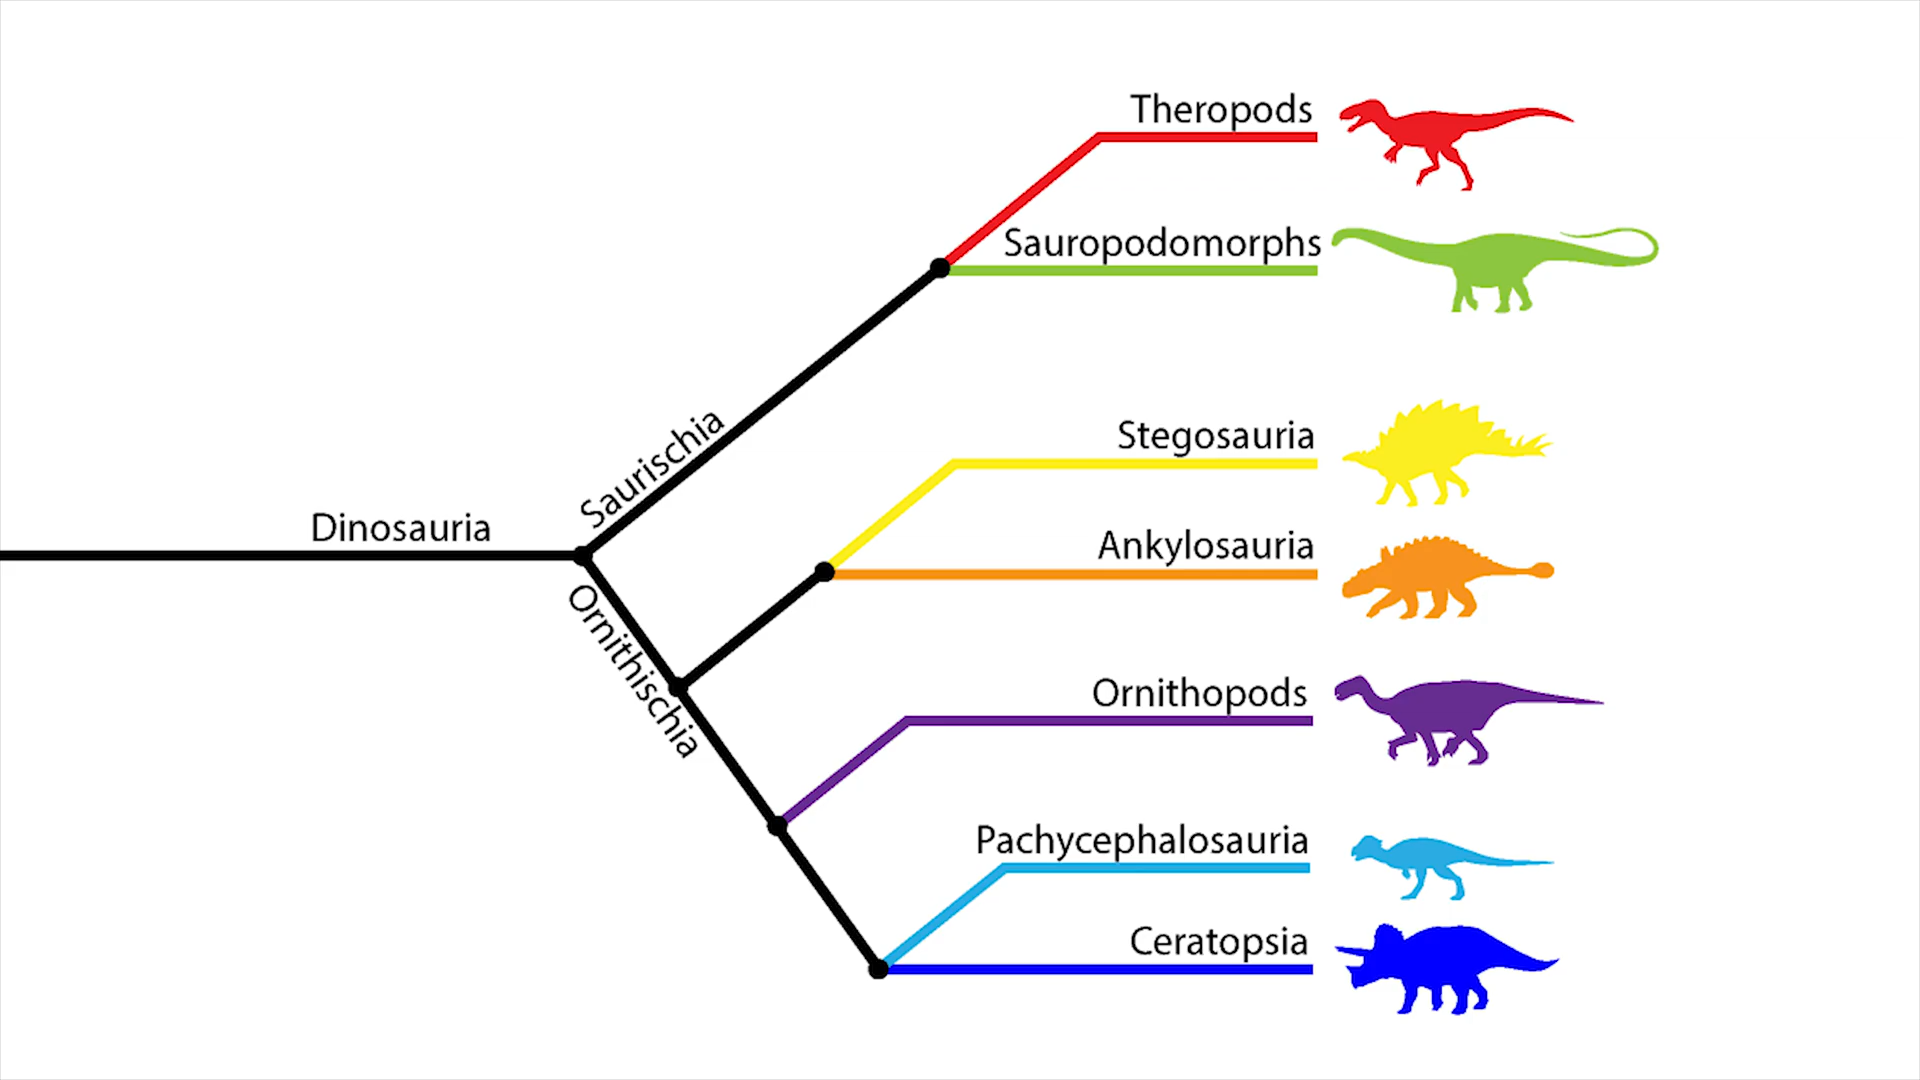 Theropods
Sauropodomorphs
Saurischia
Stegosauria
Dinosauria
Ankylosauria
Ornithischia
Ornithopods
Pachycephalosauria
Ceratopsia